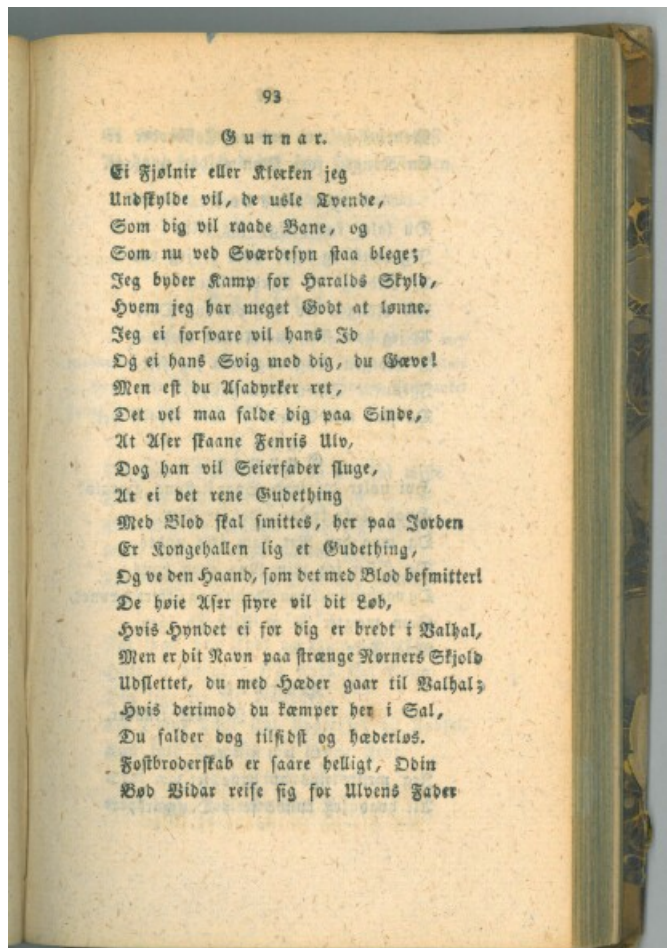 93
Gunnar.
Ei Fjølnir eller Klerken jeg
Undskylde vil, de usle Tvende,
Som dig vil raade Bane, og
Som nu ved Sværdesyn staa blege;
Jeg byder Kamp for Haralds Skyld,
Hvem jeg har meget Godt at lønne.
Jeg ei forsvare vil hans Id
Og ei hans Svig mod dig, du Gæve!
Men est du Asadyrker ret,
Det vel maa falde dig paa Sinde,
At Aser skaane Fenris Ulv,
Dog han vil Seierfader sluge,
At ei det rene Gudething
Med Blod skal smittes, her paa Jorden
Er Kongehallen lig et Gudething,
Og ve den Haand, som det med Blod besmitter!
De høie Aser styre vil dit Løb,
Hvis Hyndet ei for dig er bredt i Valhal,
Men er dit Navn paa strænge Nørners Skjold
Udslettet, du med Hæder gaar til Valhal;
Hvis derimod du kæmper her i Sal,
Du falder dog tilsidst og hæderløs.
Fostbroderskab er saare helligt, Odin
Bød Vidar reise sig for Ulvens Fader